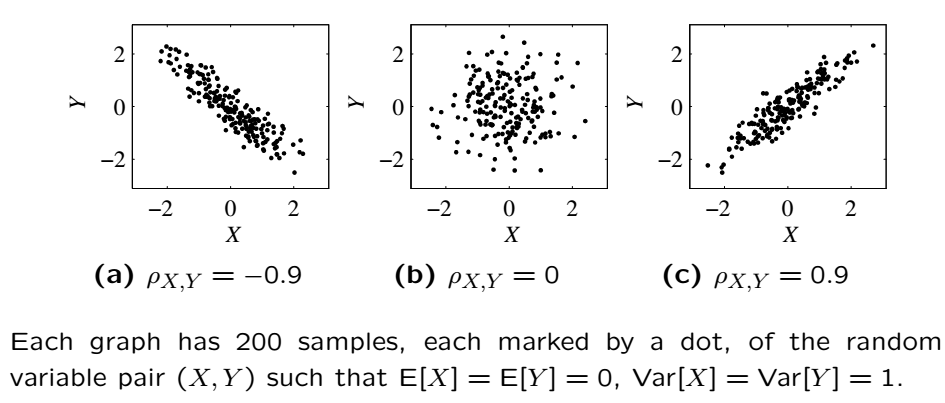 2
0
−2
Y
−2
0
2
X
2
0
−2
Y
−2
0
2
X
2
0
−2
Y
−2
0
2
X
(a) ρX,Y = −0.9
(b) ρX,Y = 0
(c) ρX,Y = 0.9
Each graph has 200 samples, each marked by a dot, of the random
variable pair (X, Y) such that E[X] = E[Y] = 0, Var[X] = Var[Y] = 1.